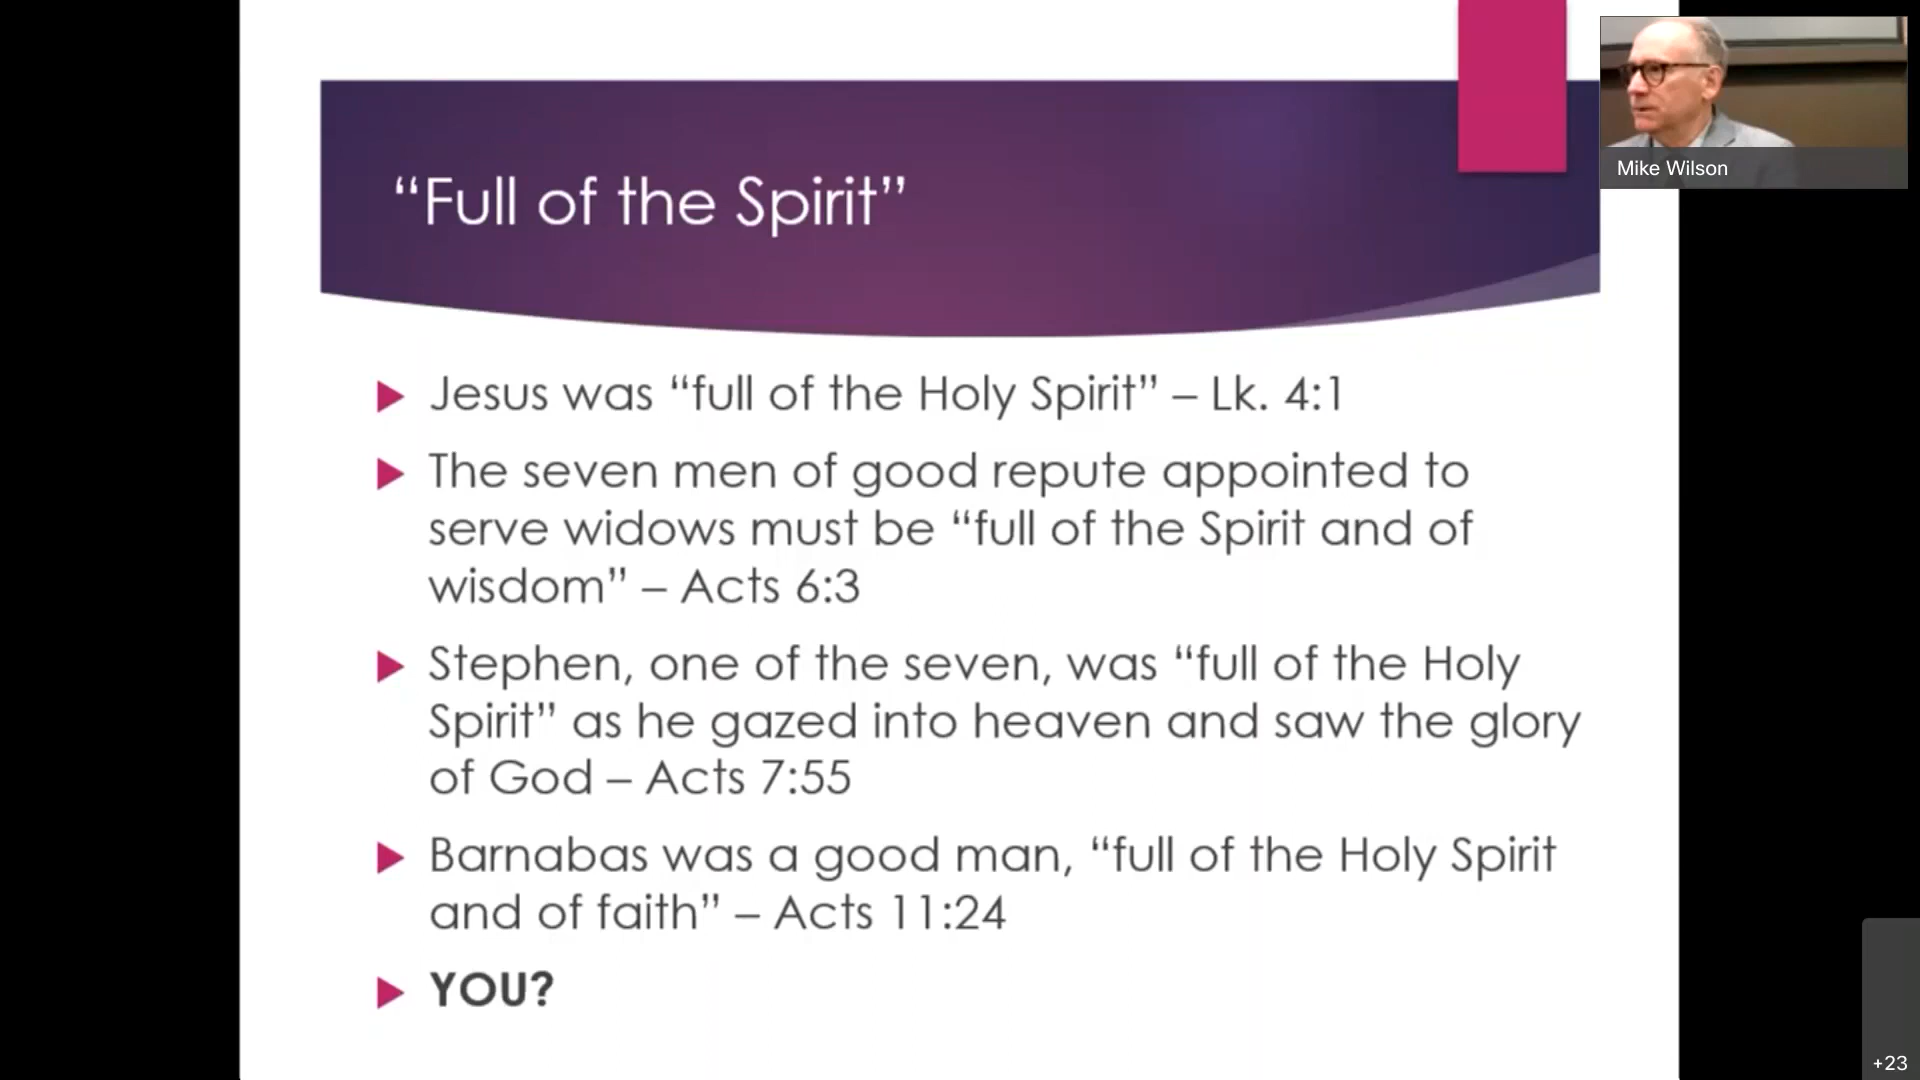 “Full of the Spirit”
Mike Wilson
Jesus was “full of the Holy Spirit” – Lk. 4:1
The seven men of good repute appointed to
serve widows must be “full of the Spirit and of
wisdom” – Acts 6:3
Stephen, one of the seven, was “full of the Holy
Spirit” as he gazed into heaven and saw the glory
of God – Acts 7:55
Barnabas was a good man, “full of the Holy Spirit
and of faith” – Acts 11:24
YOU?
+23